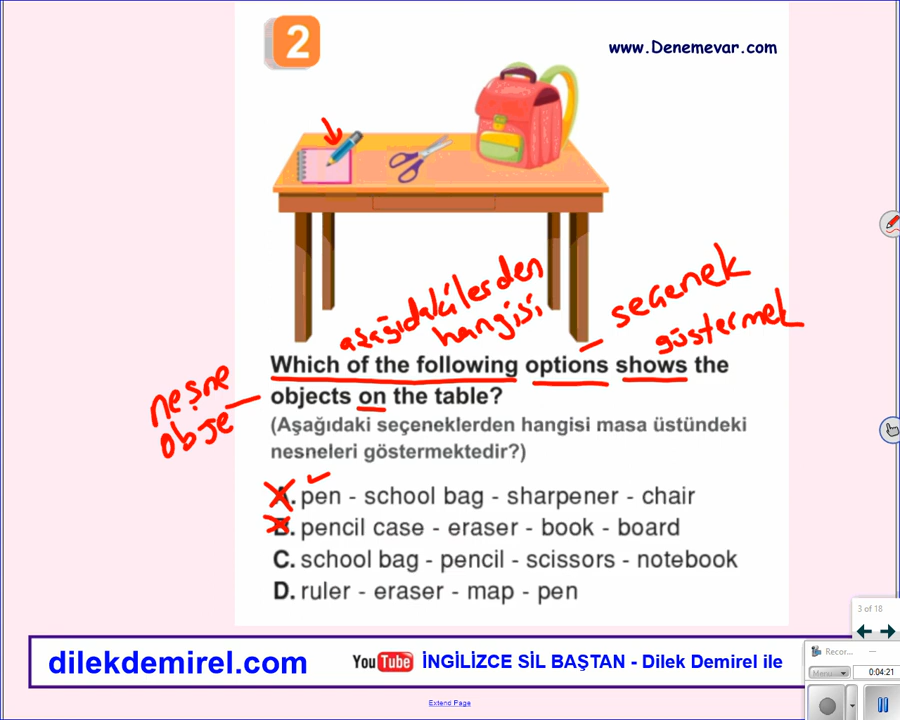 2
www.Denemevar.com
aşağıdakilerden
hangisi
seçenek
göstermek
Which of the following options shows the
neşne
obje
objects on the table?
(Aşağıdaki seçeneklerden hangisi masa üstündeki
nesneleri göstermektedir?)
A. pen - school bag - sharpener - chair
B. pencil case - eraser - book - board
C. school bag - pencil - scissors - notebook
D. ruler - eraser - map - pen
3 of 18
dilekdemirel.com
YouTube İNGİLİZCE SİL BAŞTAN - Dilek Demirel ile
Recor...
Menu
0:04:21
Extend Page